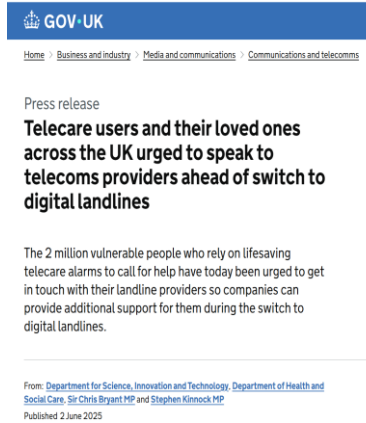 GOV·UK
Home > Business and industry > Media and communications > Communications and telecomms
Press release
Telecare users and their loved ones
across the UK urged to speak to
telecoms providers ahead of switch to
digital landlines
The 2 million vulnerable people who rely on lifesaving
telecare alarms to call for help have today been urged to get
in touch with their landline providers so companies can
provide additional support for them during the switch to
digital landlines.
From: Department for Science, Innovation and Technology, Department of Health and
Social Care, Sir Chris Bryant MP and Stephen Kinnock MP
Published 2 June 2025